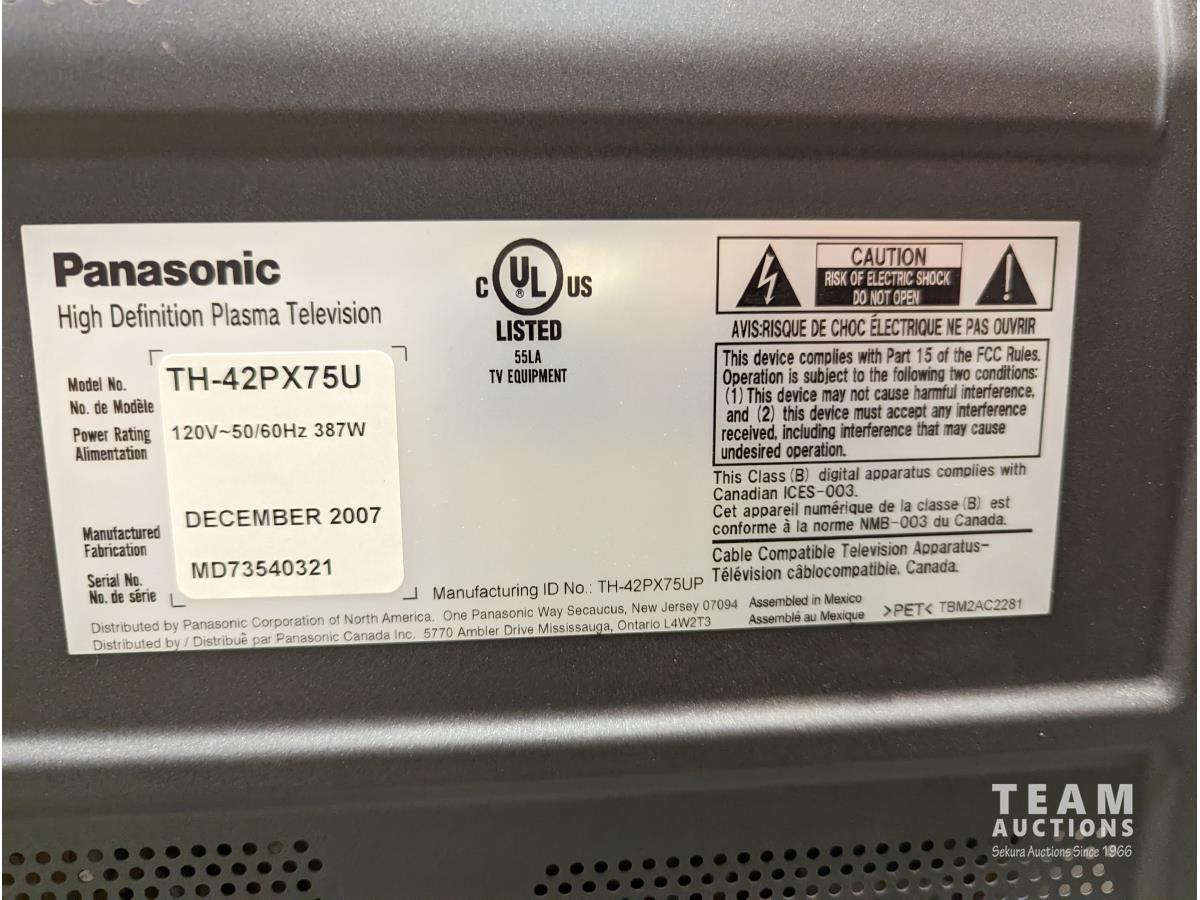 Panasonic
High Definition Plasma Television
Model No.
No. de Modèle
TH-42PX75U
Power Rating
Alimentation
120V~50/60Hz 387W
Manufactured
Fabrication
DECEMBER 2007
Serial No.
No. de série
MD73540321
C UL® US
LISTED
55LA
TV EQUIPMENT
CAUTION
RISK OF ELECTRIC SHOCK
DO NOT OPEN
AVIS:RISQUE DE CHOC ÉLECTRIQUE NE PAS OUVRIR
This device complies with Part 15 of the FCC Rules.
Operation is subject to the following two conditions:
(1) This device may not cause harmful interference,
and (2) this device must accept any interference
received, including interference that may cause
undesired operation.
This Class (B) digital apparatus complies with
Canadian ICES-003.
Cet appareil numérique de la classe (B) est
conforme à la norme NMB-003 du Canada.
Cable Compatible Television Apparatus-
Télévision câblocompatible, Canada.
Manufacturing ID No.: TH-42PX75UP
Distributed by Panasonic Corporation of North America. One Panasonic Way Secaucus, New Jersey 07094
Distributed by / Distribué par Panasonic Canada Inc. 5770 Ambler Drive Mississauga, Ontario L4W2T3
Assembled in Mexico
Assemblé au Mexique
>PET< TBM2AC2281
TEAM
AUCTIONS
Sekura Auctions Since 1966